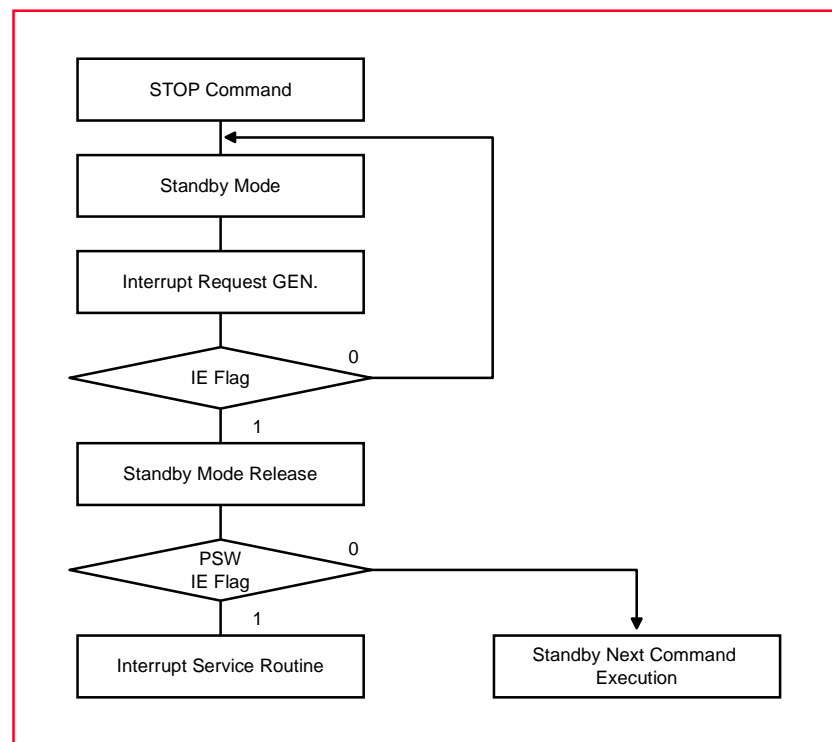 STOP Command
Standby Mode
Interrupt Request GEN.
0
IE Flag
1
Standby Mode Release
0
PSW
IE Flag
1
Interrupt Service Routine
Standby Next Command
Execution